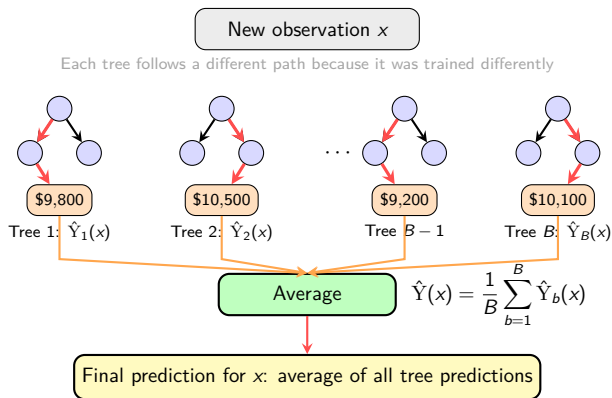 New observation x
Each tree follows a different path because it was trained differently
. . .
$9,800 $10,500 $9,200 $10,100
Tree 1: Ŷ₁(x) Tree 2: Ŷ₂(x) Tree B − 1 Tree B: Ŷ_B(x)
Average
Ŷ(x) = \frac{1}{B} \sum_{b=1}^{B} Ŷ_b(x)
Final prediction for x: average of all tree predictions